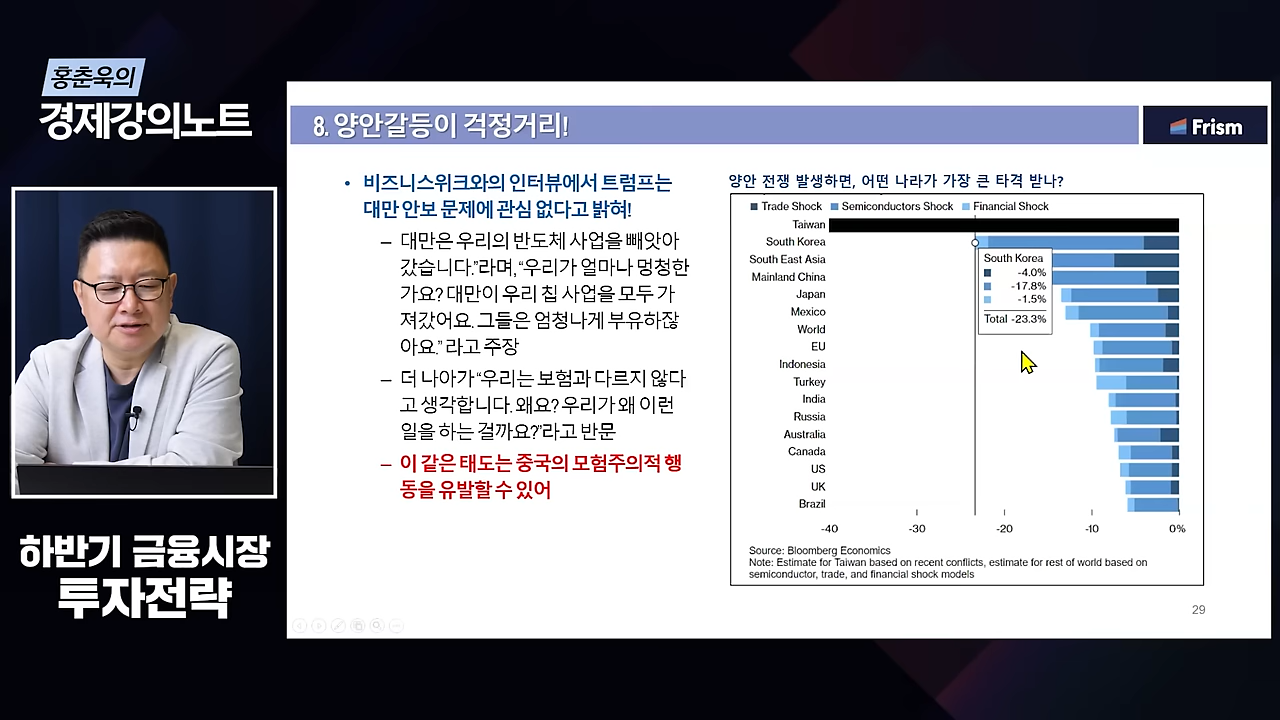 홍춘욱의
경제강의노트
하반기 금융시장
투자전략
8. 양안갈등이 걱정거리!
Frism
• 비즈니스위크와의 인터뷰에서 트럼프는
대만 안보 문제에 관심 없다고 밝혀!
– 대만은 우리의 반도체 사업을 빼앗아
갔습니다.”라며, “우리가 얼마나 멍청한
가요? 대만이 우리 칩 사업을 모두 가
져갔어요. 그들은 엄청나게 부유하잖
아요.” 라고 주장
– 더 나아가 “우리는 보험과 다르지 않다
고 생각합니다. 왜요? 우리가 왜 이런
일을 하는 걸까요?”라고 반문
– 이 같은 태도는 중국의 모험주의적 행
동을 유발할 수 있어
양안 전쟁 발생하면, 어떤 나라가 가장 큰 타격 받나?
Trade Shock Semiconductors Shock Financial Shock
Taiwan
South Korea
South East Asia
Mainland China
Japan
Mexico
World
EU
Indonesia
Turkey
India
Russia
Australia
Canada
US
UK
Brazil
South Korea
-4.0%
-17.8%
-1.5%
Total -23.3%
-40 -30 -20 -10 0%
Source: Bloomberg Economics
Note: Estimate for Taiwan based on recent conflicts, estimate for rest of world based on
semiconductor, trade, and financial shock models
29